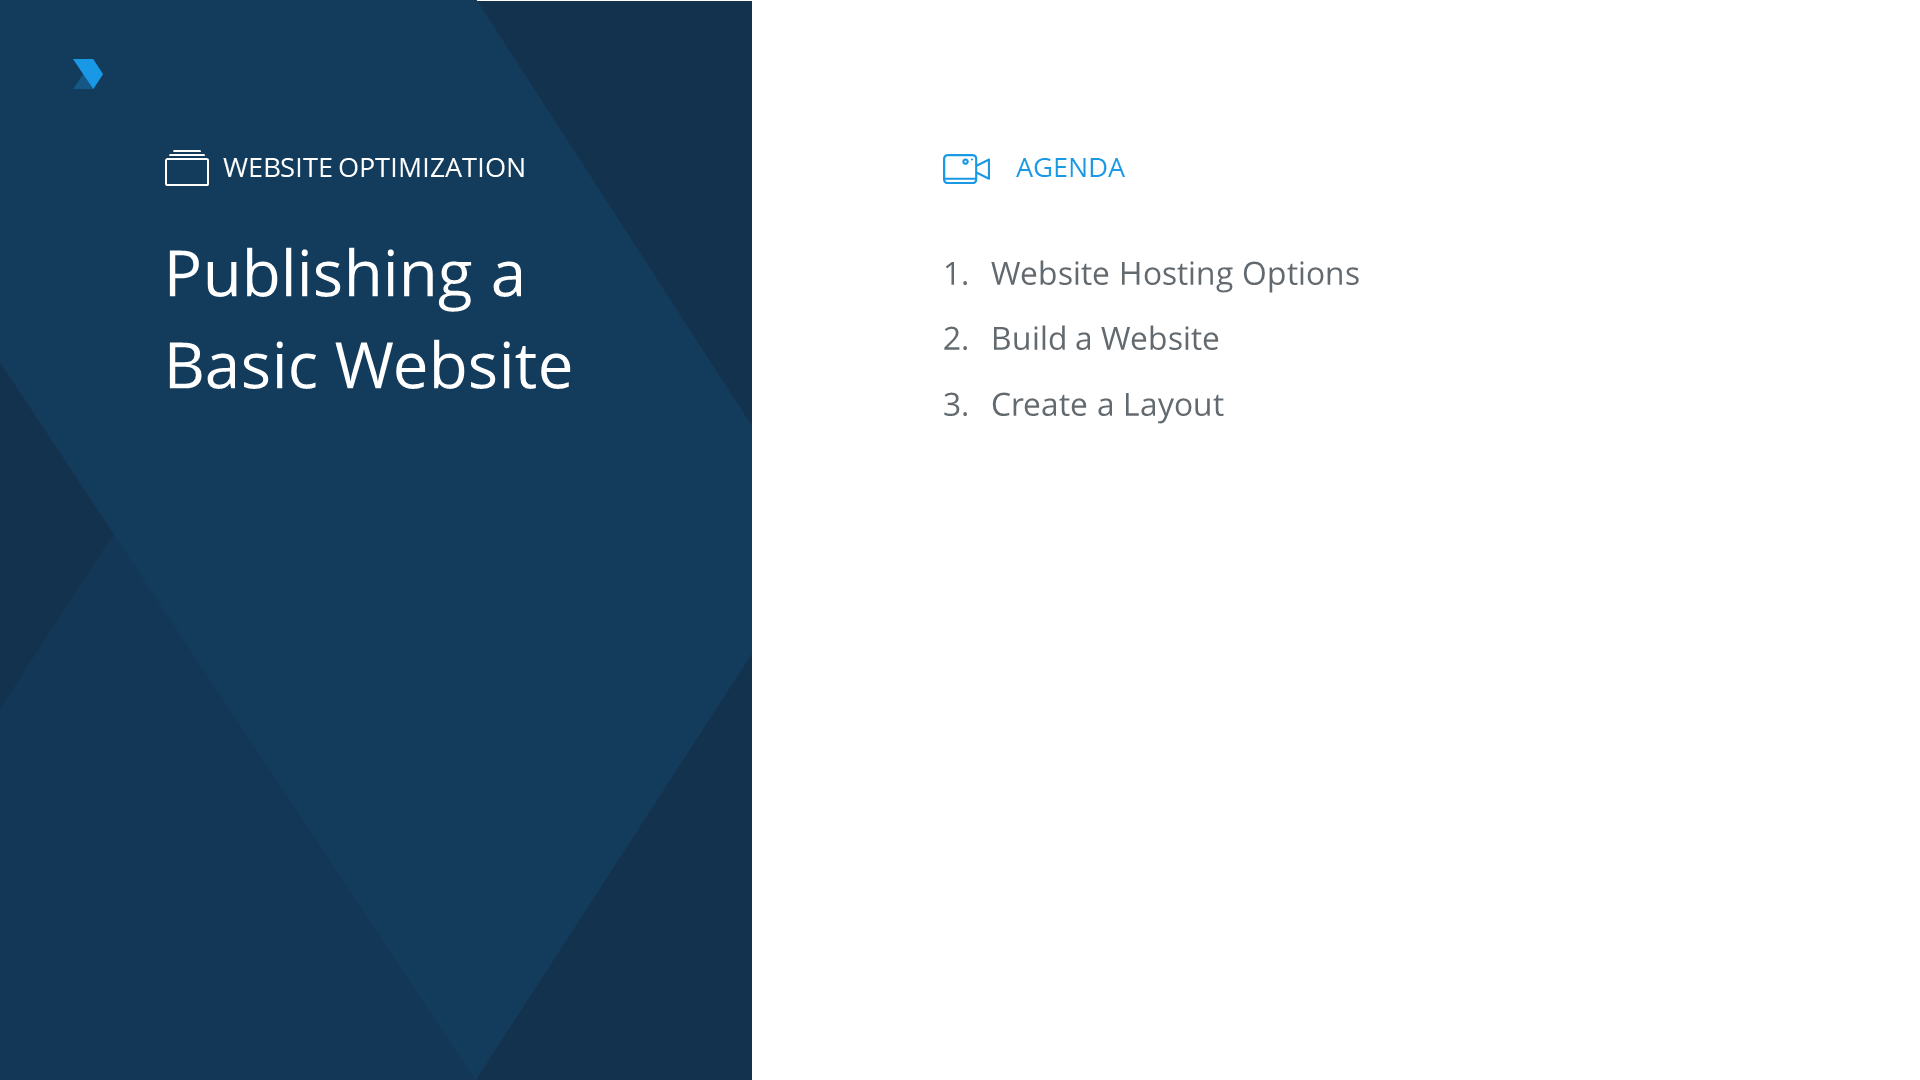 WEBSITE OPTIMIZATION
Publishing a
Basic Website
AGENDA
1. Website Hosting Options
2. Build a Website
3. Create a Layout